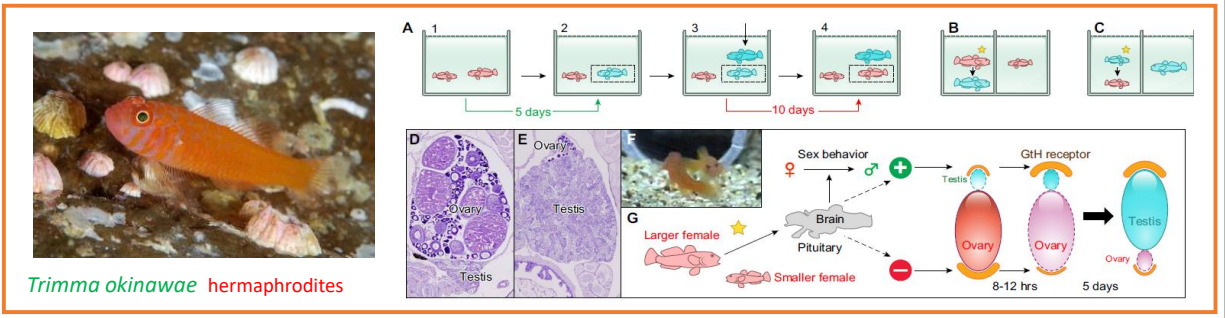 Trimma okinawae hermaphrodites
A
1
2
3
4
5 days
10 days
B
C
D
Ovary
Testis
E
Ovary
Testis
F
G
Larger female
Smaller female
♀ Sex behavior ♂
Brain
Pituitary
+
−
Testis
Ovary
GtH receptor
Ovary
8-12 hrs
5 days
Testis
Ovary